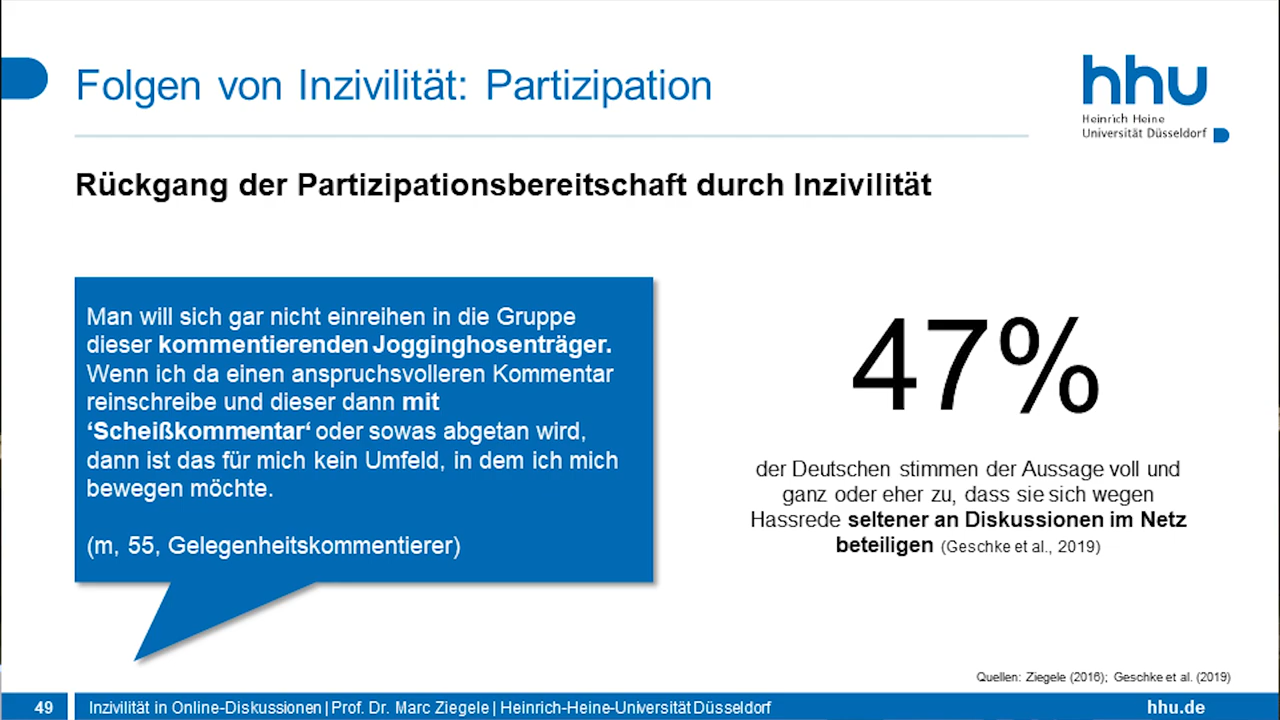 Folgen von Inzivilität: Partizipation
hhu
Heinrich Heine
Universität Düsseldorf
Rückgang der Partizipationsbereitschaft durch Inzivilität
Man will sich gar nicht einreihen in die Gruppe
dieser kommentierenden Jogginghosenträger.
Wenn ich da einen anspruchsvolleren Kommentar
reinschreibe und dieser dann mit
‘Scheißkommentar‘ oder sowas abgetan wird,
dann ist das für mich kein Umfeld, in dem ich mich
bewegen möchte.
(m, 55, Gelegenheitskommentierer)
47%
der Deutschen stimmen der Aussage voll und
ganz oder eher zu, dass sie sich wegen
Hassrede seltener an Diskussionen im Netz
beteiligen (Geschke et al., 2019)
Quellen: Ziegele (2016); Geschke et al. (2019)
49 Inzivilität in Online-Diskussionen | Prof. Dr. Marc Ziegele | Heinrich-Heine-Universität Düsseldorf hhu.de